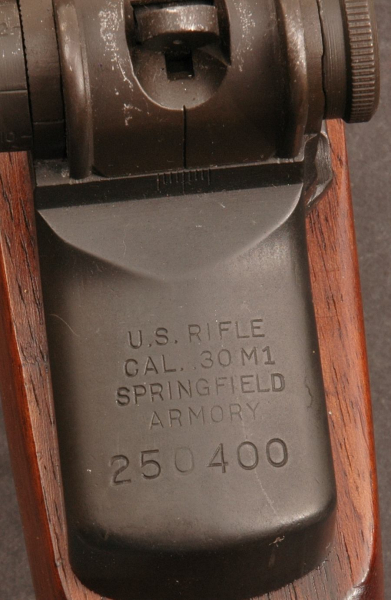 U.S. RIFLE
CAL. .30 M1
SPRINGFIELD
ARMORY
250400